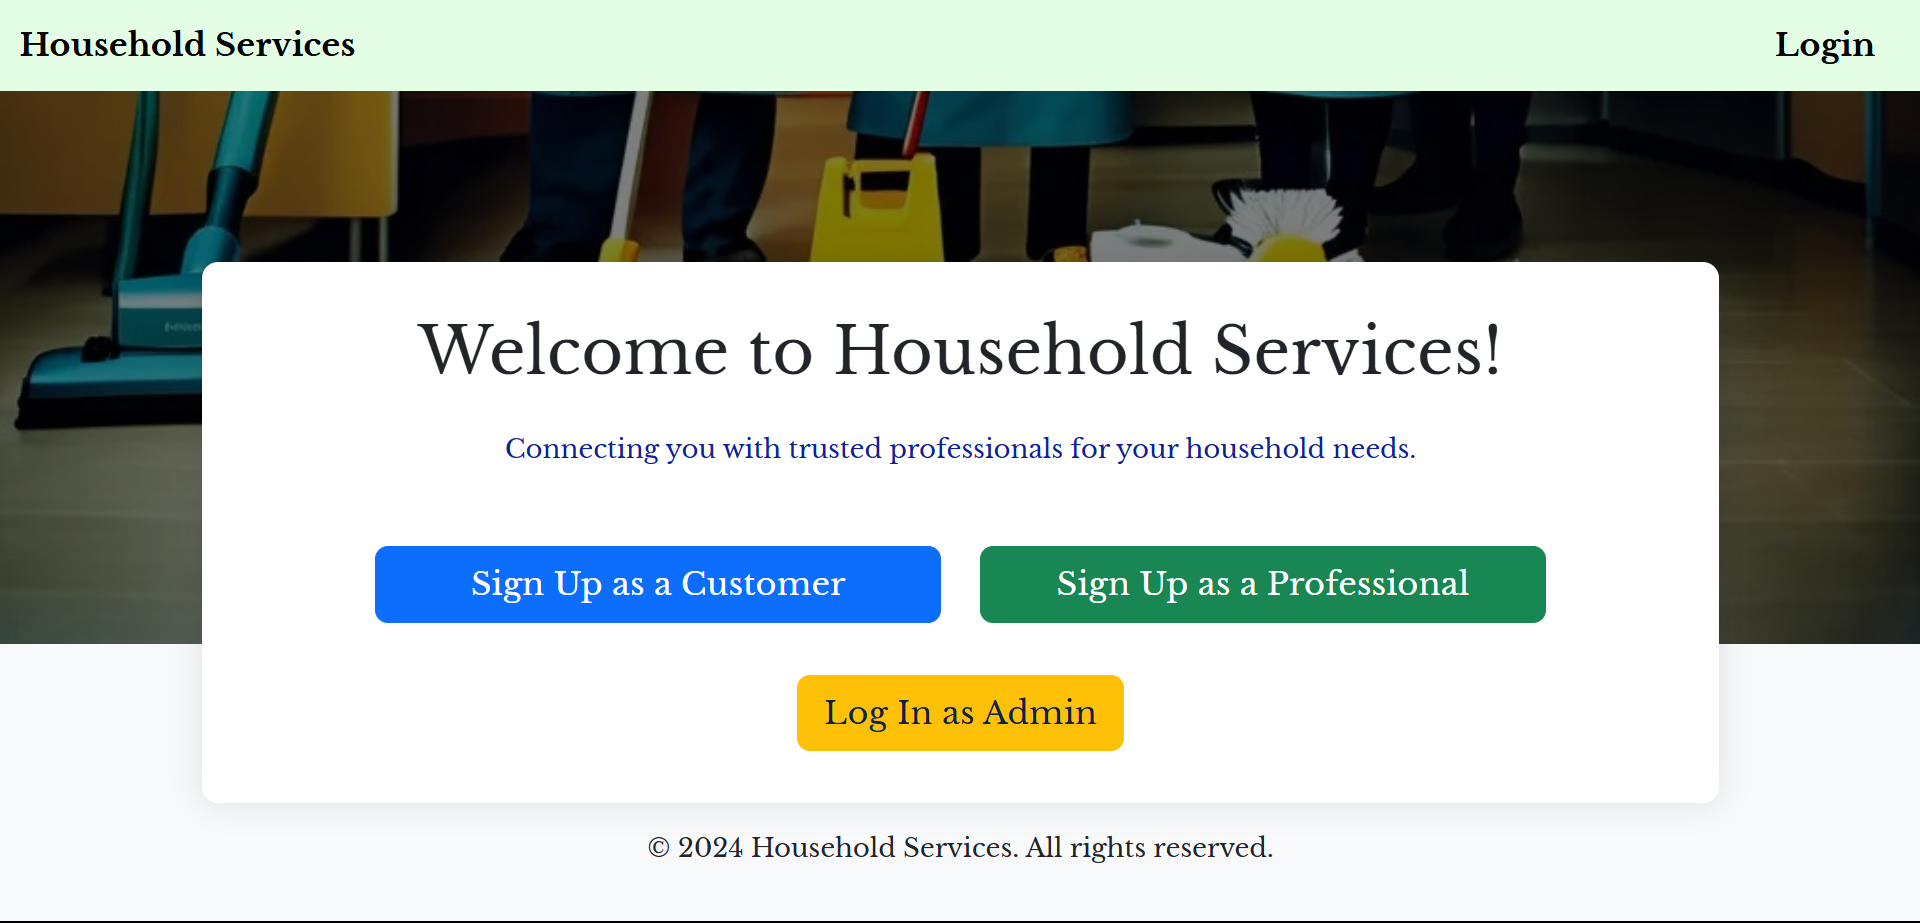 Household Services
Login
Welcome to Household Services!
Connecting you with trusted professionals for your household needs.
Sign Up as a Customer
Sign Up as a Professional
Log In as Admin
© 2024 Household Services. All rights reserved.